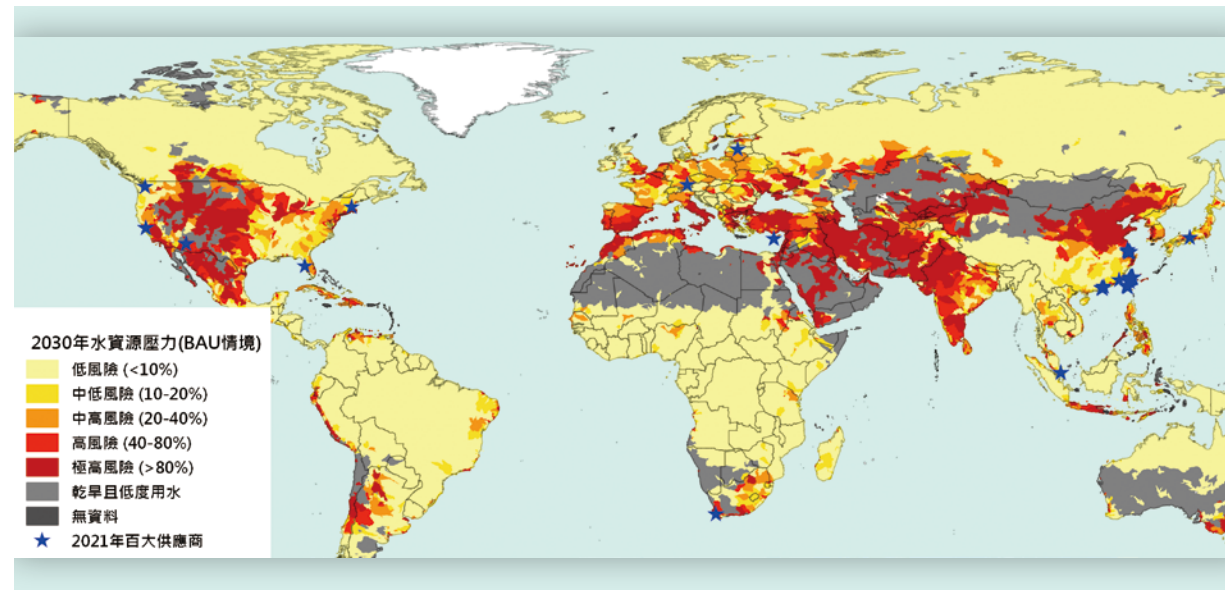 2030年水資源壓力(BAU情境)
低風險 (<10%)
中低風險 (10-20%)
中高風險 (20-40%)
高風險 (40-80%)
極高風險 (>80%)
乾旱且低度用水
無資料
2021年百大供應商